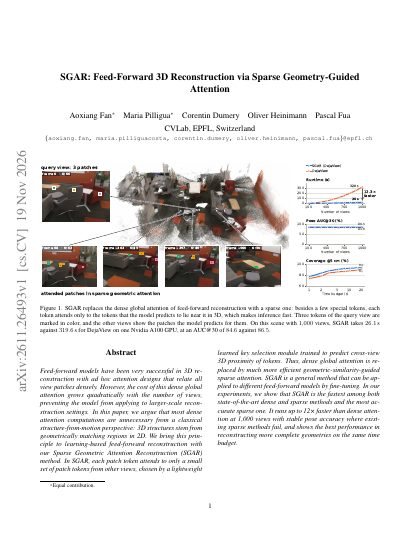 SGAR: Feed-Forward 3D Reconstruction via Sparse Geometry-Guided
Attention
Aoxiang Fan* Maria Pilligua* Corentin Dumery Oliver Heinimann Pascal Fua
CVLab, EPFL, Switzerland
{aoxiang.fan, maria.pilliguacosta, corentin.dumery, oliver.heinimann, pascal.fua}@epfl.ch
arXiv:2611.26493v1 [cs.CV] 19 Nov 2026
query view: 3 patches
attended patches in sparse geometric attention
Runtime (s)
12.3×
faster
Number of views
Pose AUC@30 (%)
Number of views
Coverage @5 cm (%)
Figure 1. SGAR replaces the dense global attention of feed-forward reconstruction with a sparse one: besides a few special tokens, each
token attends only to the tokens that the model predicts to lie near it in 3D, which makes inference fast. Three tokens of the query view are
marked in color, and the other views show the patches the model predicts for them. On this scene with 1,000 views, SGAR takes 26.1s
against 319.6s for DejaView on one Nvidia A100 GPU, at an AUC@30 of 84.6 against 86.5.
Abstract
Feed-forward models have been very successful in 3D
reconstruction with ad hoc attention designs that relate all
view patches densely. However, the cost of this dense global
attention grows quadratically with the number of views,
preventing the model from applying to larger-scale recon-
struction settings. In this paper, we argue that most dense
attention computations are unnecessary from a classical
structure-from-motion perspective: 3D structures stem from
geometrically matching regions in 2D. We bring this prin-
ciple to learning-based feed-forward reconstruction with
our Sparse Geometric Attention Reconstruction (SGAR)
method. In SGAR, each patch token attends to only a small
set of patch tokens from other views, chosen by a lightweight
learned key selection module trained to predict cross-view
3D proximity of tokens. Thus, dense global attention is re-
placed by much more efficient geometric-similarity-guided
sparse attention. SGAR is a general method that can be ap-
plied to different feed-forward models by fine-tuning. In our
experiments, we show that SGAR is the fastest among both
state-of-the-art dense and sparse methods and the most ac-
curate sparse one. It runs up to 12× faster than dense atten-
tion at 1,000 views with pose accuracy where exist-
ing sparse methods fail, and shows the best performance in
reconstructing more complete geometries on the same time
budget.
*Equal contribution.
1